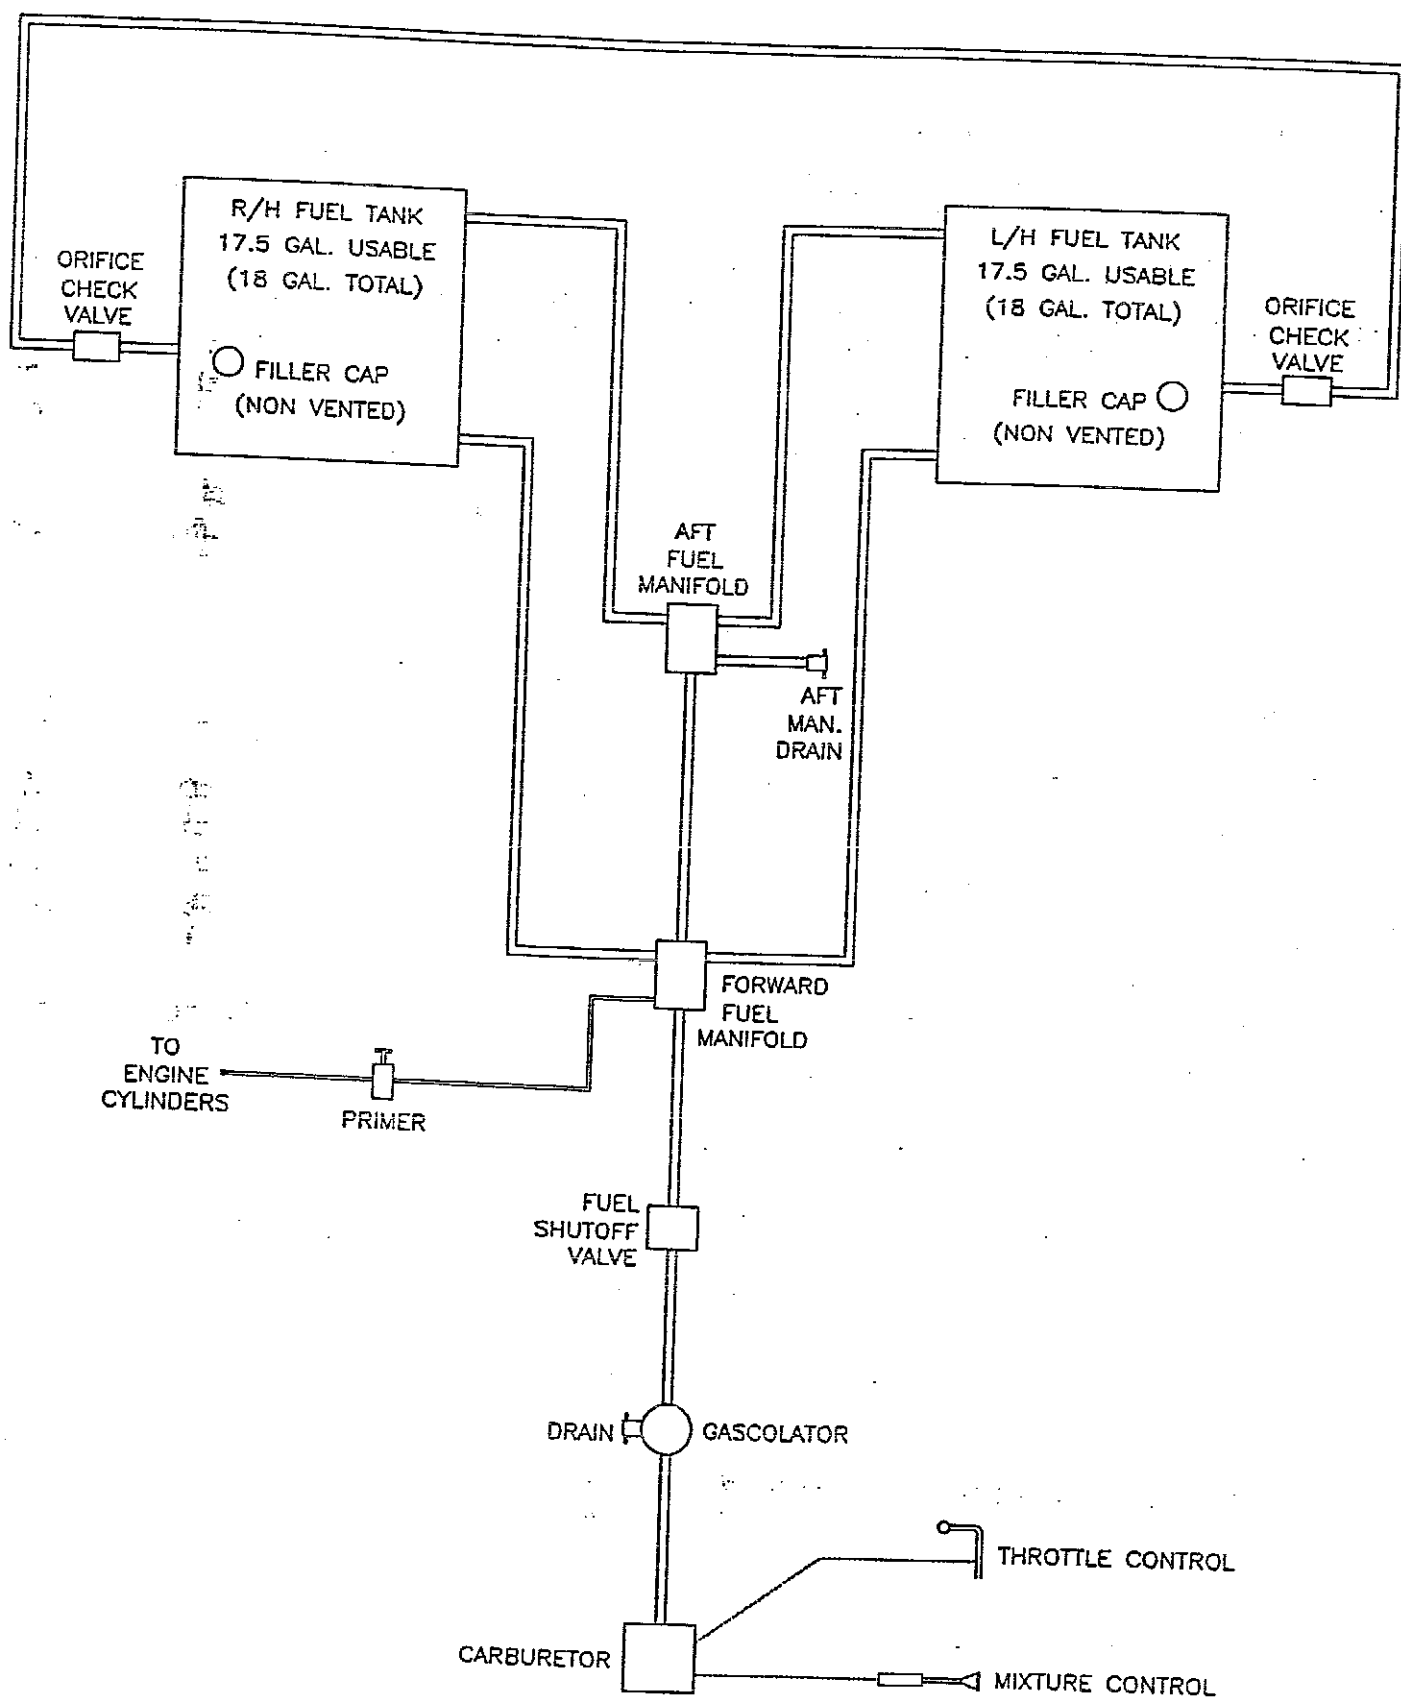 R/H FUEL TANK
17.5 GAL. USABLE
(18 GAL. TOTAL)
FILLER CAP
(NON VENTED)
ORIFICE
CHECK
VALVE
L/H FUEL TANK
17.5 GAL. USABLE
(18 GAL. TOTAL)
FILLER CAP
(NON VENTED)
ORIFICE
CHECK
VALVE
AFT
FUEL
MANIFOLD
AFT
MAN.
DRAIN
FORWARD
FUEL
MANIFOLD
TO
ENGINE
CYLINDERS
PRIMER
FUEL
SHUTOFF
VALVE
DRAIN
GASCOLATOR
THROTTLE CONTROL
CARBURETOR
MIXTURE CONTROL